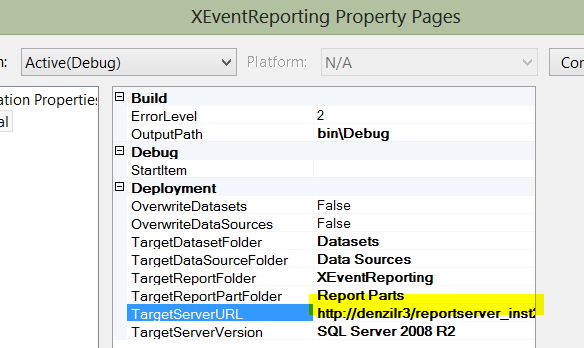 XEventReporting Property Pages
Active(Debug) Platform: N/A
Build
ErrorLevel 2
OutputPath bin\Debug
Debug
StartItem
Deployment
OverwriteDatasets False
OverwriteDataSources False
TargetDatasetFolder Datasets
TargetDataSourceFolder Data Sources
TargetReportFolder XEventReporting
TargetReportPartFolder Report Parts
TargetServerURL http://denzilr3/reportserver_inst2
TargetServerVersion SQL Server 2008 R2
ation Properties
al